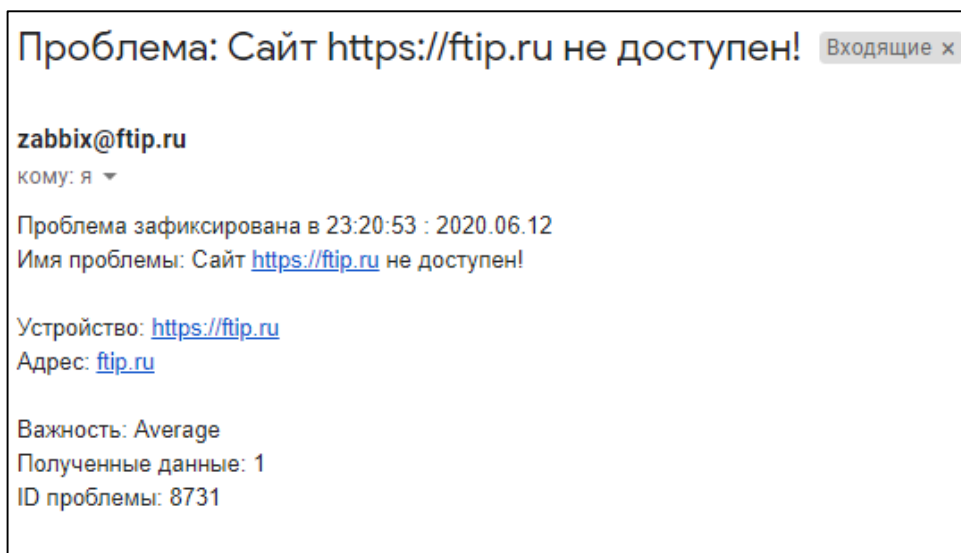 Проблема: Сайт https://ftip.ru не доступен! Входящие ×
zabbix@ftip.ru
кому: я
Проблема зафиксирована в 23:20:53 : 2020.06.12
Имя проблемы: Сайт https://ftip.ru не доступен!
Устройство: https://ftip.ru
Адрес: ftip.ru
Важность: Average
Полученные данные: 1
ID проблемы: 8731